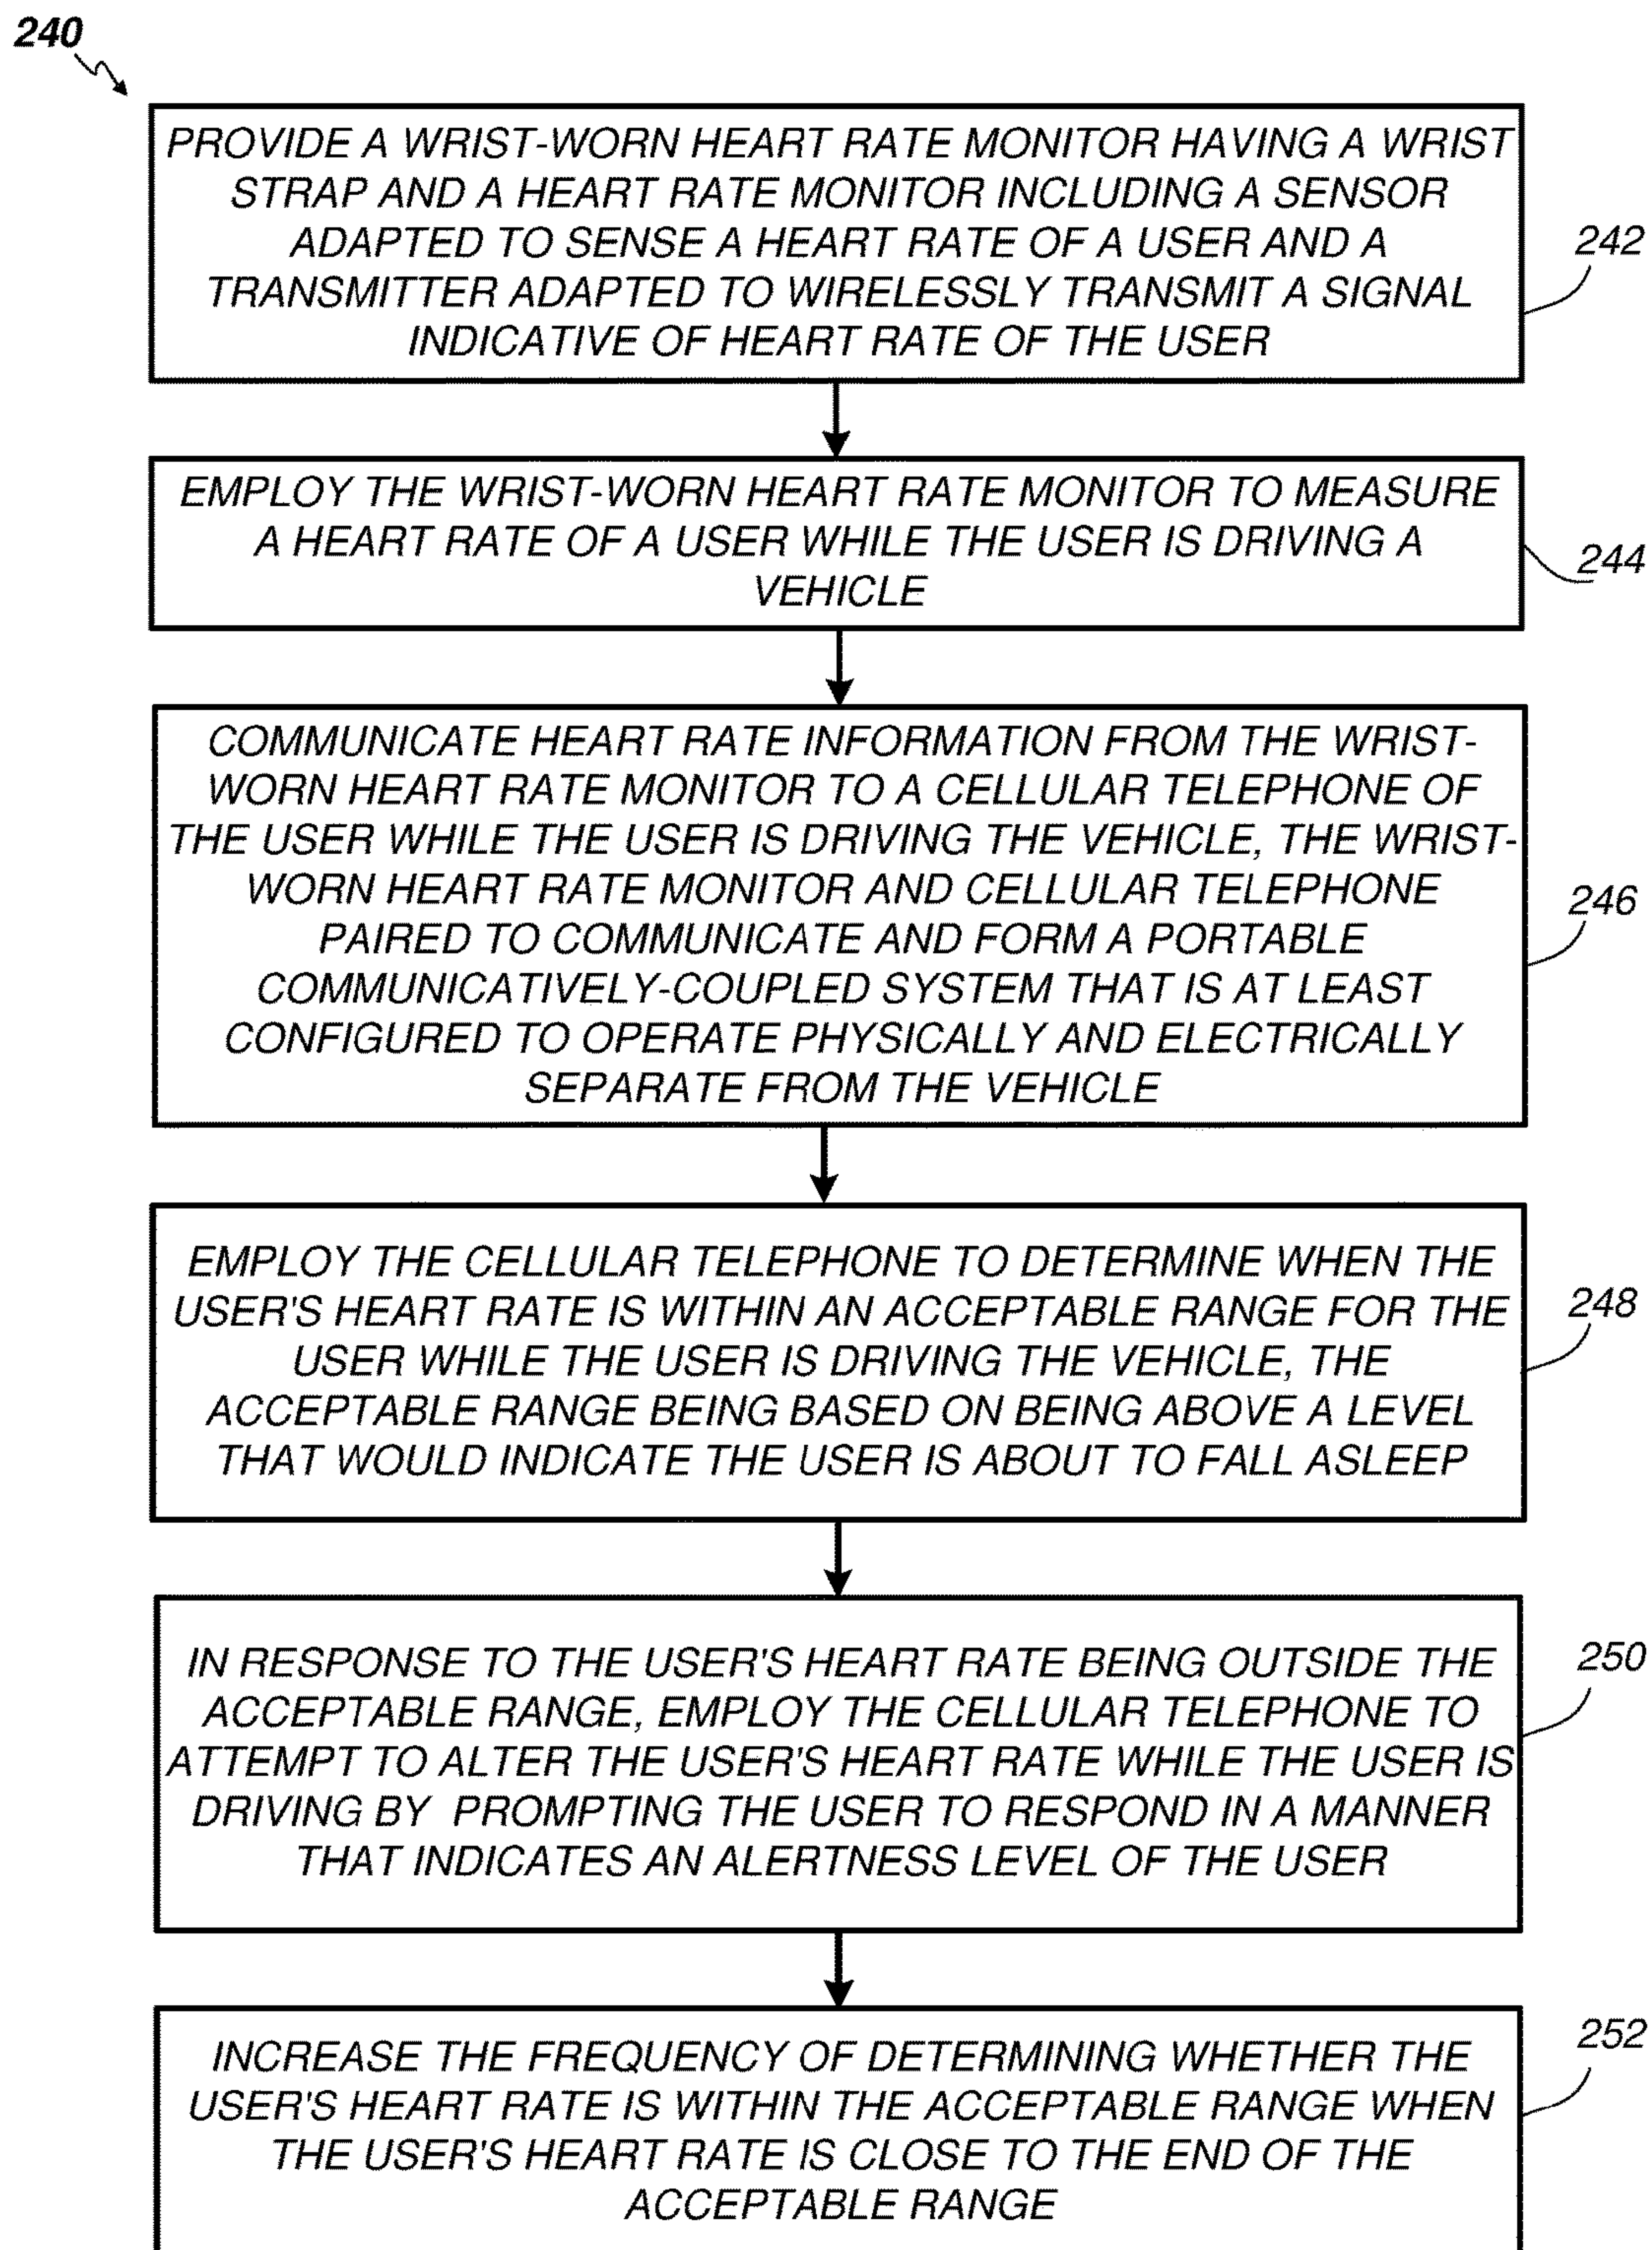 240
PROVIDE A WRIST-WORN HEART RATE MONITOR HAVING A WRIST
STRAP AND A HEART RATE MONITOR INCLUDING A SENSOR
ADAPTED TO SENSE A HEART RATE OF A USER AND A
TRANSMITTER ADAPTED TO WIRELESSLY TRANSMIT A SIGNAL
INDICATIVE OF HEART RATE OF THE USER
242
EMPLOY THE WRIST-WORN HEART RATE MONITOR TO MEASURE
A HEART RATE OF A USER WHILE THE USER IS DRIVING A
VEHICLE
244
COMMUNICATE HEART RATE INFORMATION FROM THE WRIST-
WORN HEART RATE MONITOR TO A CELLULAR TELEPHONE OF
THE USER WHILE THE USER IS DRIVING THE VEHICLE, THE WRIST-
WORN HEART RATE MONITOR AND CELLULAR TELEPHONE
PAIRED TO COMMUNICATE AND FORM A PORTABLE
COMMUNICATIVELY-COUPLED SYSTEM THAT IS AT LEAST
CONFIGURED TO OPERATE PHYSICALLY AND ELECTRICALLY
SEPARATE FROM THE VEHICLE
246
EMPLOY THE CELLULAR TELEPHONE TO DETERMINE WHEN THE
USER'S HEART RATE IS WITHIN AN ACCEPTABLE RANGE FOR THE
USER WHILE THE USER IS DRIVING THE VEHICLE, THE
ACCEPTABLE RANGE BEING BASED ON BEING ABOVE A LEVEL
THAT WOULD INDICATE THE USER IS ABOUT TO FALL ASLEEP
248
IN RESPONSE TO THE USER'S HEART RATE BEING OUTSIDE THE
ACCEPTABLE RANGE, EMPLOY THE CELLULAR TELEPHONE TO
ATTEMPT TO ALTER THE USER'S HEART RATE WHILE THE USER IS
DRIVING BY PROMPTING THE USER TO RESPOND IN A MANNER
THAT INDICATES AN ALERTNESS LEVEL OF THE USER
250
INCREASE THE FREQUENCY OF DETERMINING WHETHER THE
USER'S HEART RATE IS WITHIN THE ACCEPTABLE RANGE WHEN
THE USER'S HEART RATE IS CLOSE TO THE END OF THE
ACCEPTABLE RANGE
252